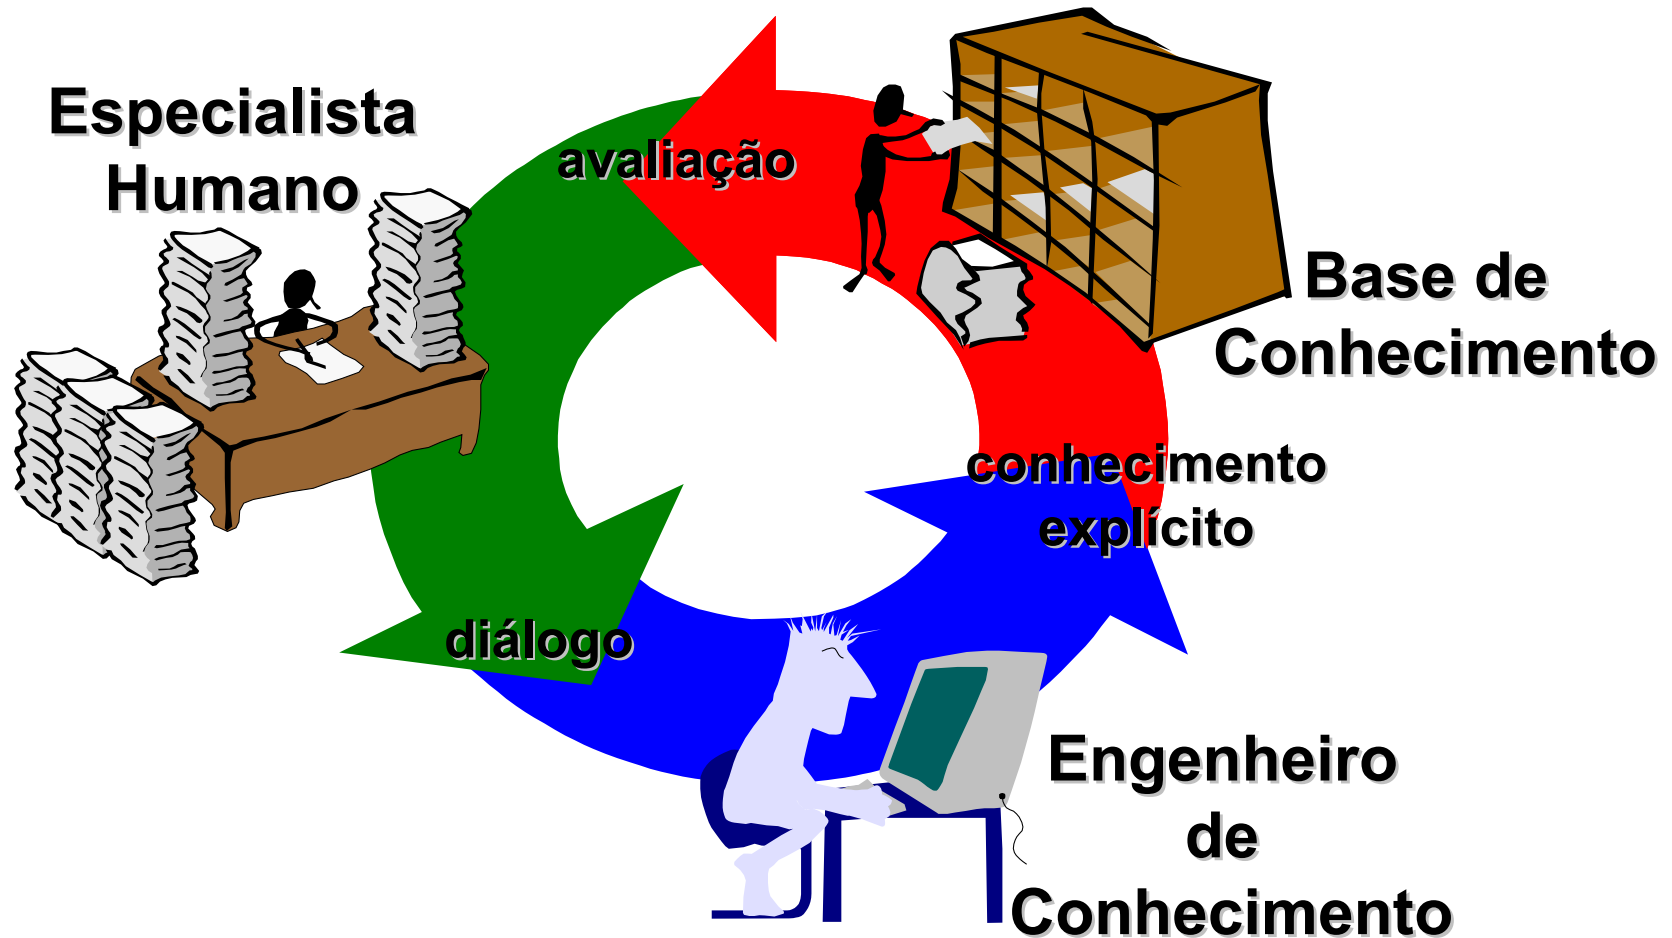 Especialista
Humano
avaliação
Base de
Conhecimento
conhecimento
explícito
diálogo
Engenheiro
de
Conhecimento